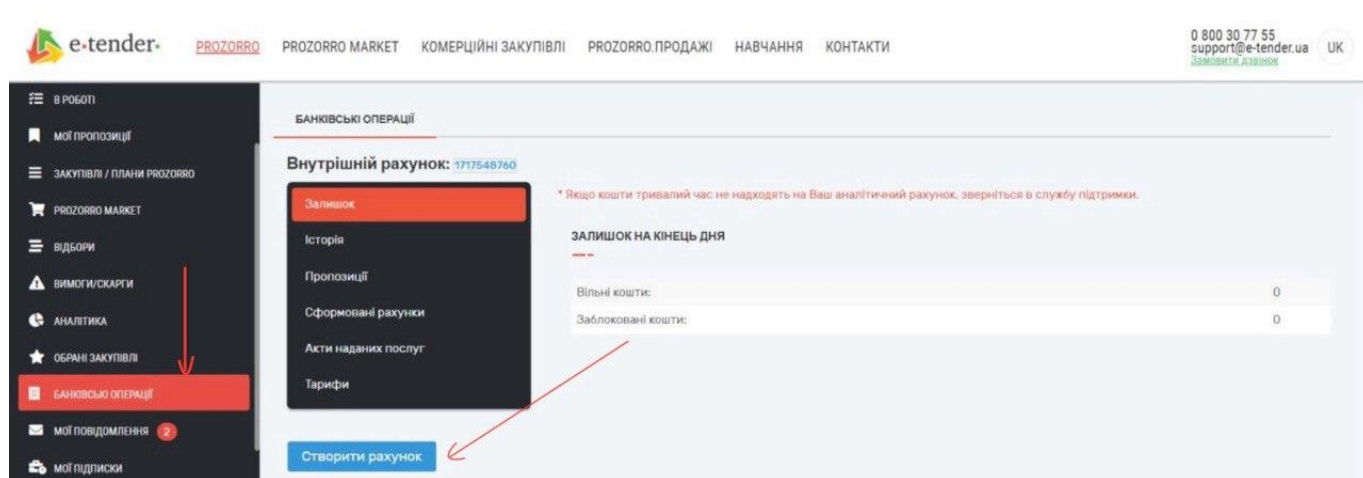 e-tender.
PROZORRO
PROZORRO MARKET
КОМЕРЦІЙНІ ЗАКУПІВЛІ
PROZORRO.ПРОДАЖІ
НАВЧАННЯ
КОНТАКТИ
0 800 30 77 55
support@e-tender.ua
Замовити дзвінок
UK
В РОБОТІ
МОЇ ПРОПОЗИЦІЇ
ЗАКУПІВЛІ / ПЛАНИ PROZORRO
PROZORRO MARKET
ВІДБОРИ
ВИМОГИ/СКАРГИ
АНАЛІТИКА
ОБРАНІ ЗАКУПІВЛІ
БАНКІВСЬКІ ОПЕРАЦІЇ
МОЇ ПОВІДОМЛЕННЯ 2
МОЇ ПІДПИСКИ
БАНКІВСЬКІ ОПЕРАЦІЇ
Внутрішній рахунок: 1717548760
Залишок
Історія
Пропозиції
Сформовані рахунки
Акти наданих послуг
Тарифи
Створити рахунок
* Якщо кошти тривалий час не надходять на Ваш аналітичний рахунок, зверніться в службу підтримки.
ЗАЛИШОК НА КІНЕЦЬ ДНЯ
Вільні кошти: 0
Заблоковані кошти: 0